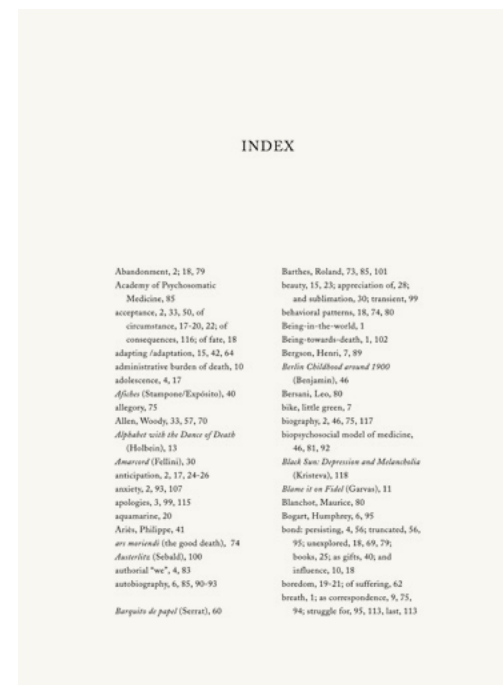 INDEX
Abandonment, 2; 18, 79
Academy of Psychosomatic
Medicine, 85
acceptance, 2, 33, 50, of
circumstance, 17-20, 22; of
consequences, 116; of fate, 18
adapting /adaptation, 15, 42, 64
administrative burden of death, 10
adolescence, 4, 17
Afiches (Stampone/Expósito), 40
allegory, 75
Allen, Woody, 33, 57, 70
Alphabet with the Dance of Death
(Holbein), 13
Amarcord (Fellini), 30
anticipation, 2, 17, 24-26
anxiety, 2, 93, 107
apologies, 3, 99, 115
aquamarine, 20
Ariès, Philippe, 41
ars moriendi (the good death), 74
Austerlitz (Sebald), 100
authorial "we", 4, 83
autobiography, 6, 85, 90-93
Barquito de papel (Serrat), 60
Barthes, Roland, 73, 85, 101
beauty, 15, 23; appreciation of, 28;
and sublimation, 30; transient, 99
behavioral patterns, 18, 74, 80
Being-in-the-world, 1
Being-towards-death, 1, 102
Bergson, Henri, 7, 89
Berlin Childhood around 1900
(Benjamin), 46
Bersani, Leo, 80
bike, little green, 7
biography, 2, 46, 75, 117
biopsychosocial model of medicine,
46, 81, 92
Black Sun: Depression and Melancholia
(Kristeva), 118
Blame it on Fidel (Garvas), 11
Blanchot, Maurice, 80
Bogart, Humphrey, 6, 95
bond: persisting, 4, 56; truncated, 56,
95; unexplored, 18, 69, 79;
books, 25; as gifts, 40; and
influence, 10, 18
boredom, 19-21; of suffering, 62
breath, 1; as correspondence, 9, 75,
94; struggle for, 95, 113, last, 113